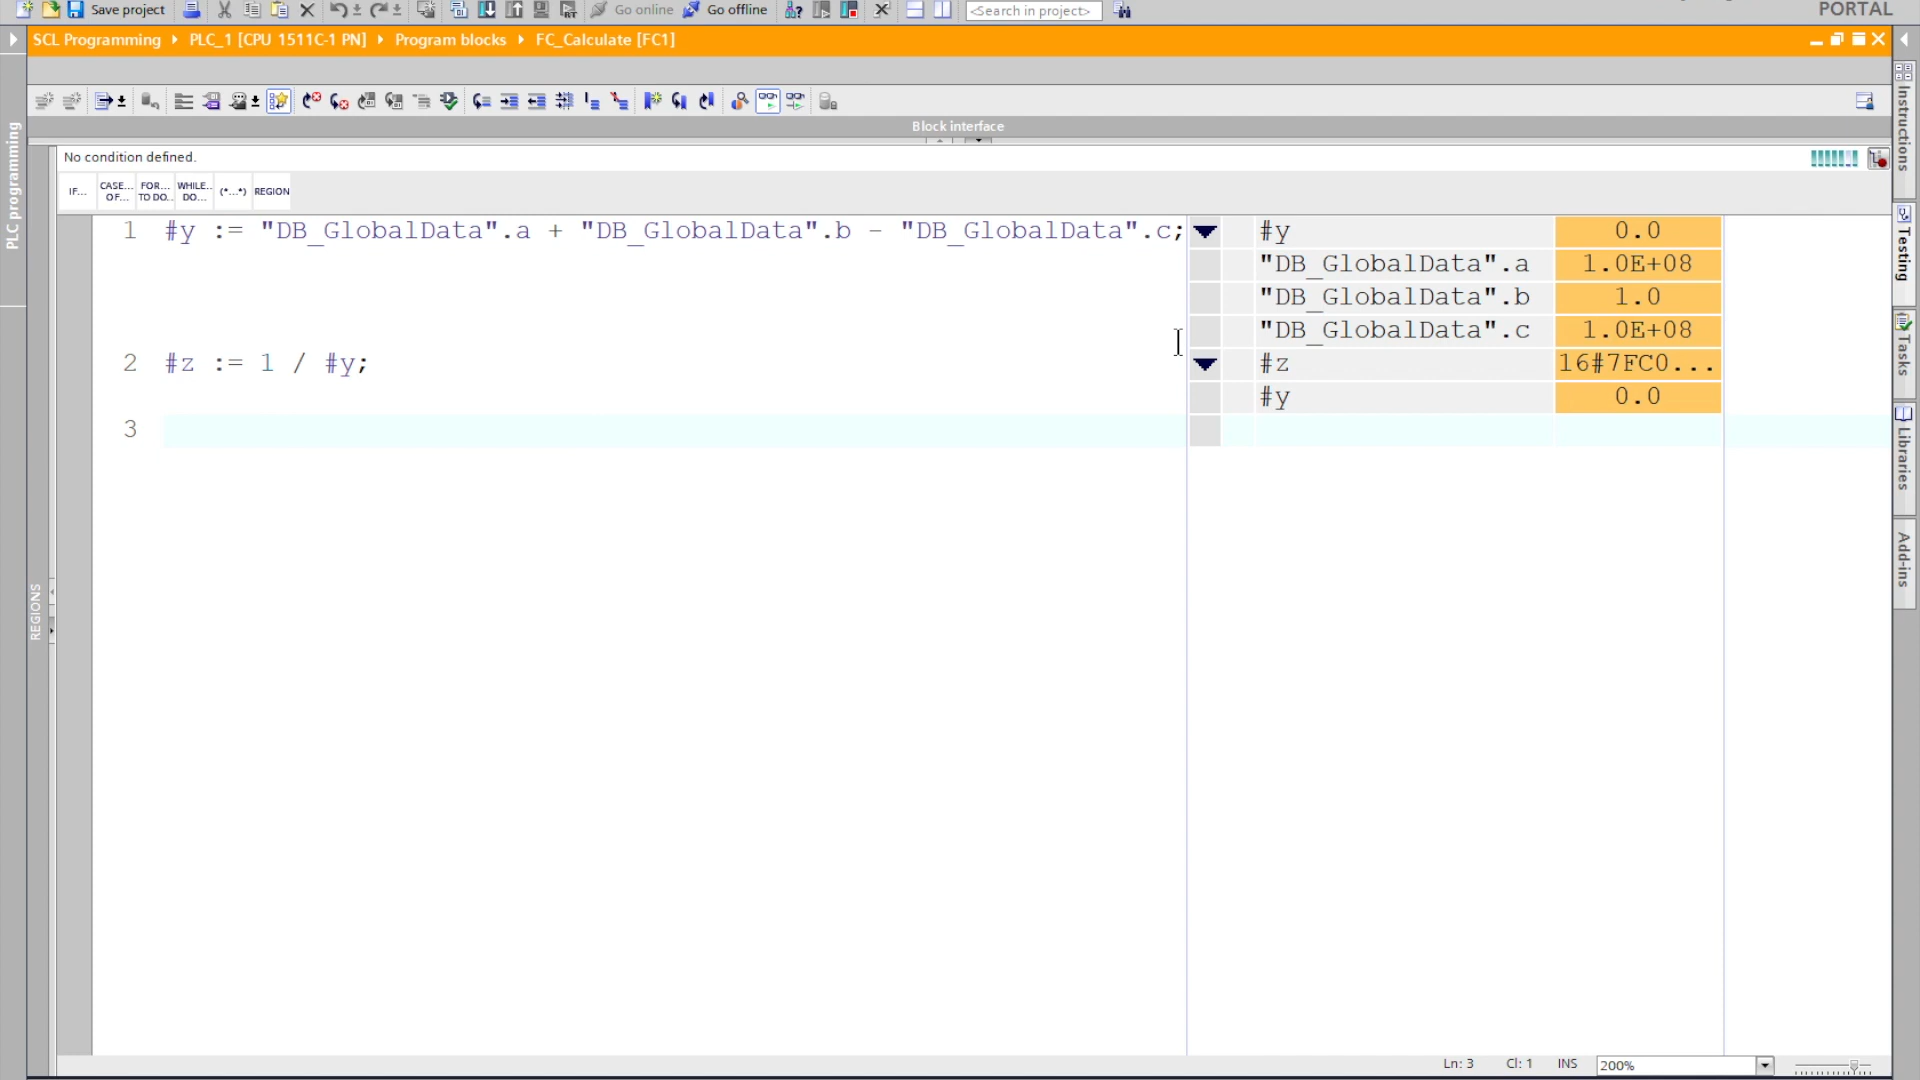 PORTAL
Save project
Go online
Go offline
<Search in project>
SCL Programming
PLC_1 [CPU 1511C-1 PN]
Program blocks
FC_Calculate [FC1]
Block interface
No condition defined.
IF...
CASE...
OF...
FOR...
TO DO...
WHILE..
DO...
(*...*)
REGION
1 #y := "DB_GlobalData".a + "DB_GlobalData".b - "DB_GlobalData".c;
2 #z := 1 / #y;
3
#y 0.0
"DB_GlobalData".a 1.0E+08
"DB_GlobalData".b 1.0
"DB_GlobalData".c 1.0E+08
#z 16#7FC0...
#y 0.0
PLC programming
REGIONS
Instructions
Testing
Tasks
Libraries
Add-ins
Ln: 3 Cl: 1 INS 200%